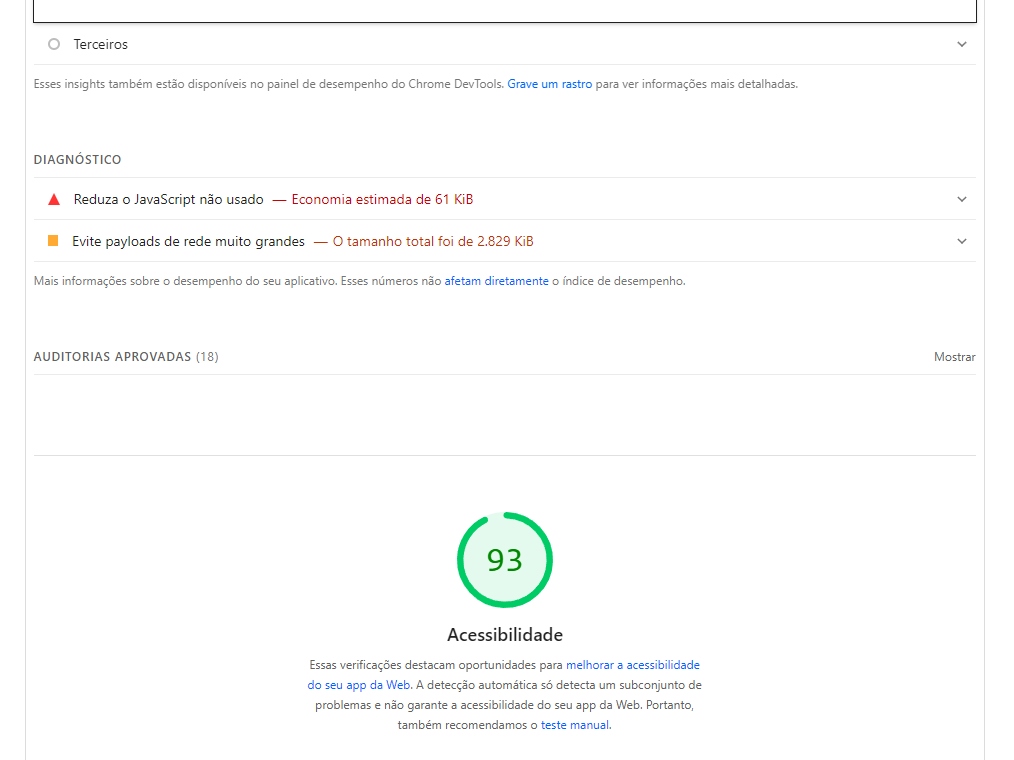 Terceiros
Esses insights também estão disponíveis no painel de desempenho do Chrome DevTools. Grave um rastro para ver informações mais detalhadas.
DIAGNÓSTICO
Reduza o JavaScript não usado — Economia estimada de 61 KiB
Evite payloads de rede muito grandes — O tamanho total foi de 2.829 KiB
Mais informações sobre o desempenho do seu aplicativo. Esses números não afetam diretamente o índice de desempenho.
AUDITORIAS APROVADAS (18) Mostrar
93
Acessibilidade
Essas verificações destacam oportunidades para melhorar a acessibilidade
do seu app da Web. A detecção automática só detecta um subconjunto de
problemas e não garante a acessibilidade do seu app da Web. Portanto,
também recomendamos o teste manual.